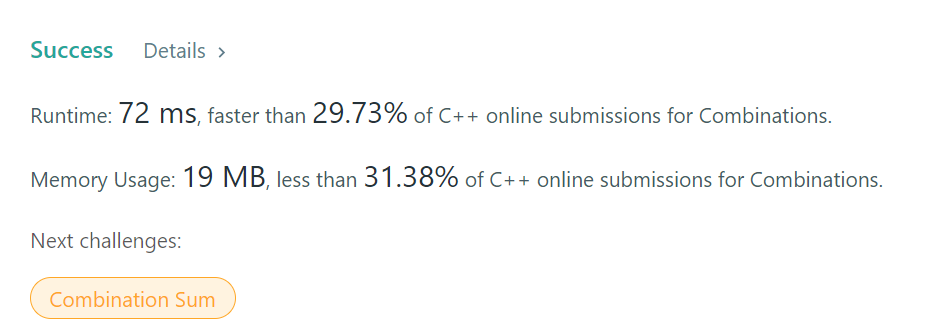 Success Details >
Runtime: 72 ms, faster than 29.73% of C++ online submissions for Combinations.
Memory Usage: 19 MB, less than 31.38% of C++ online submissions for Combinations.
Next challenges:
Combination Sum